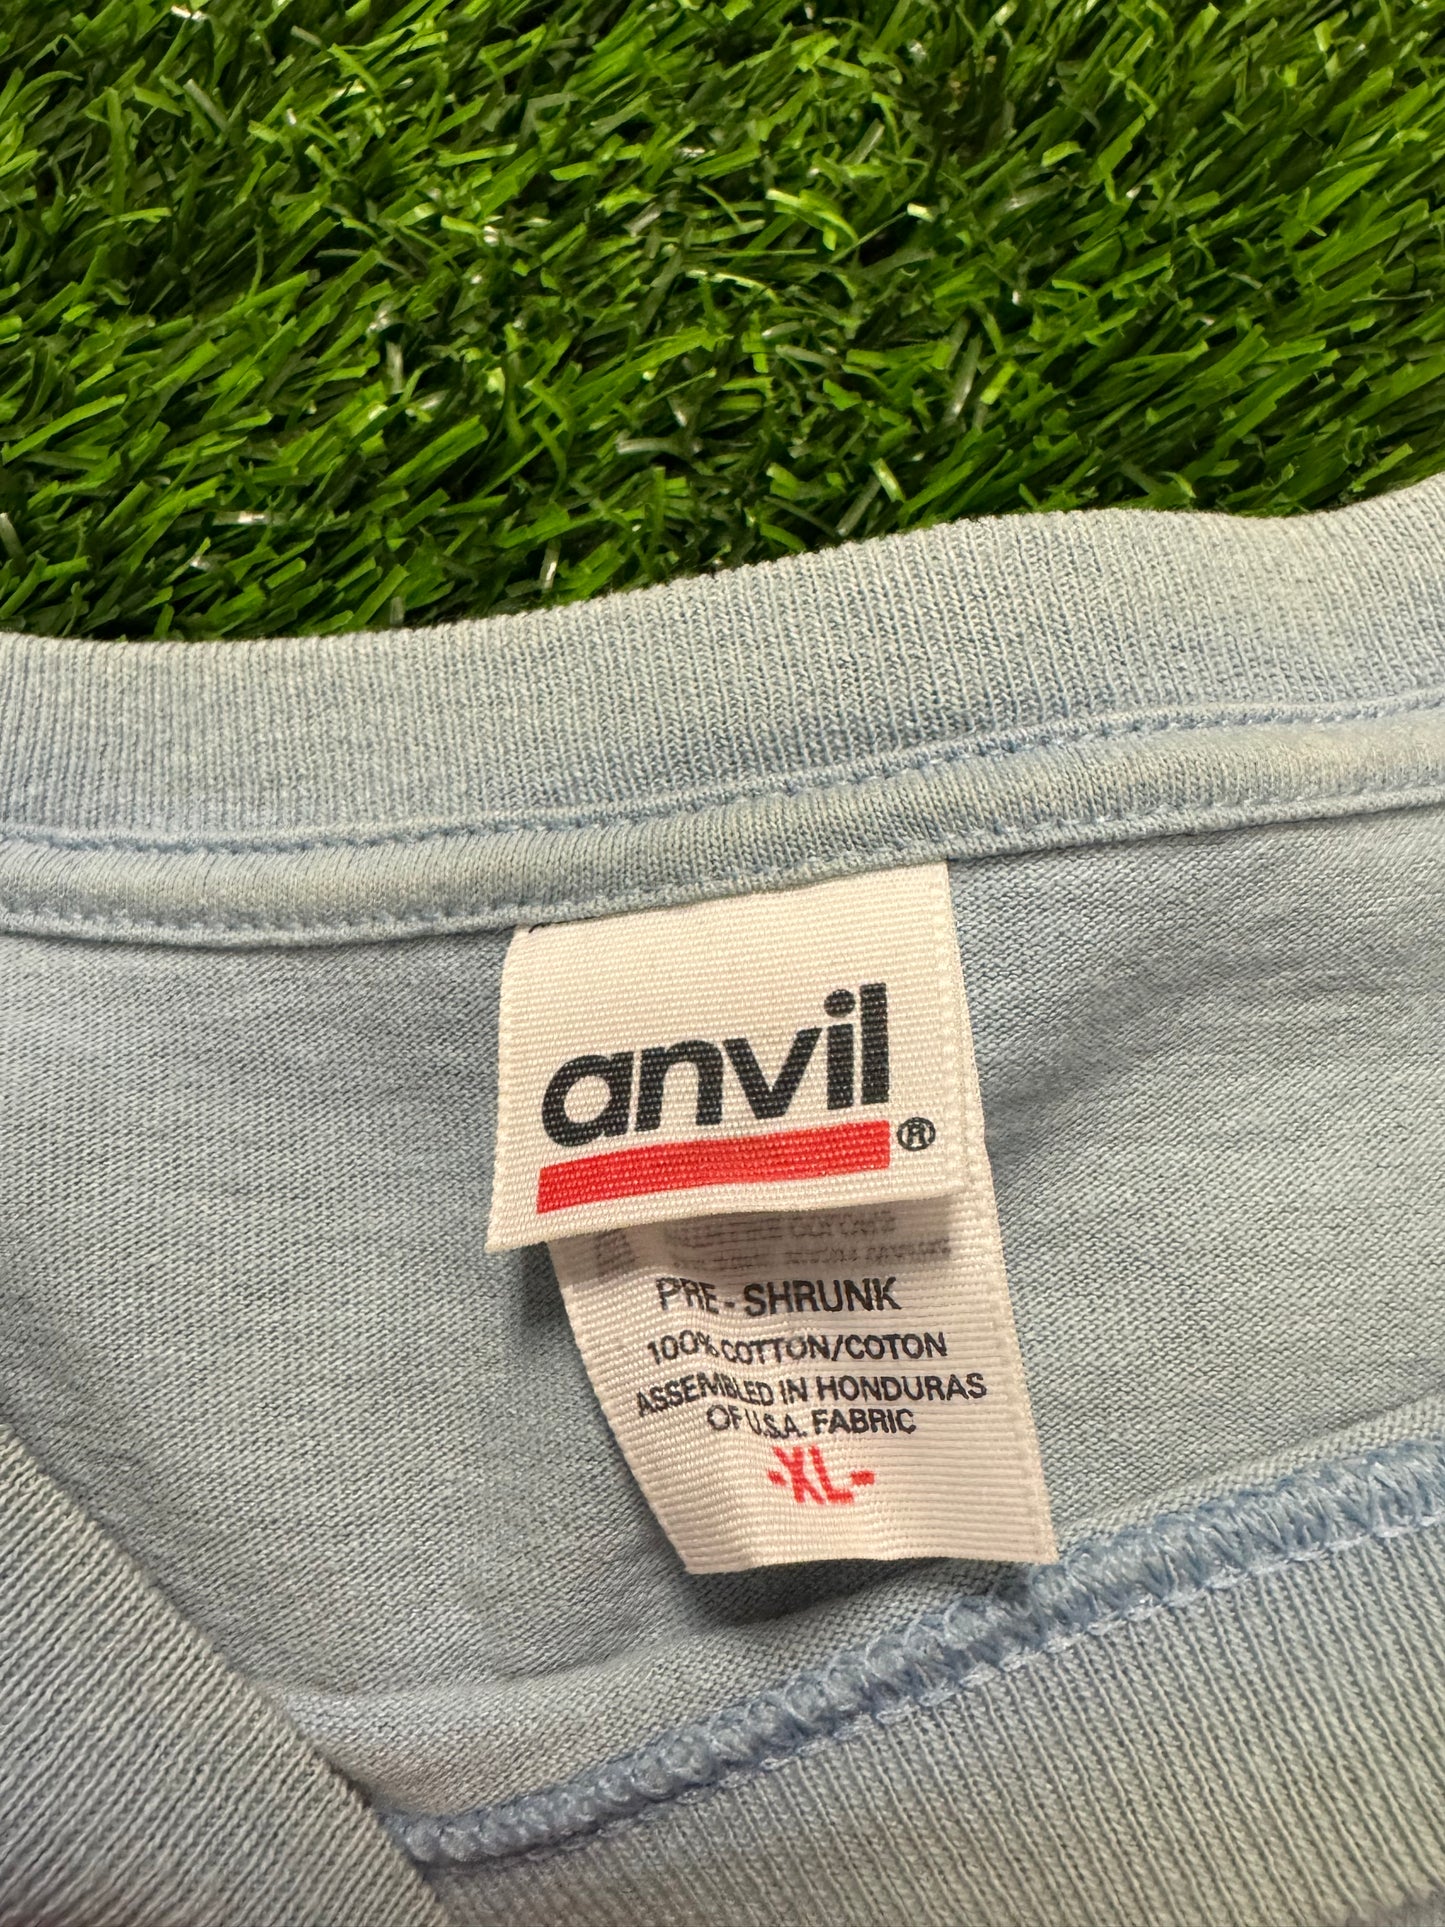 anvil ®
PRE-SHRUNK
100% COTTON/COTON
ASSEMBLED IN HONDURAS
OF U.S.A. FABRIC
-XL-